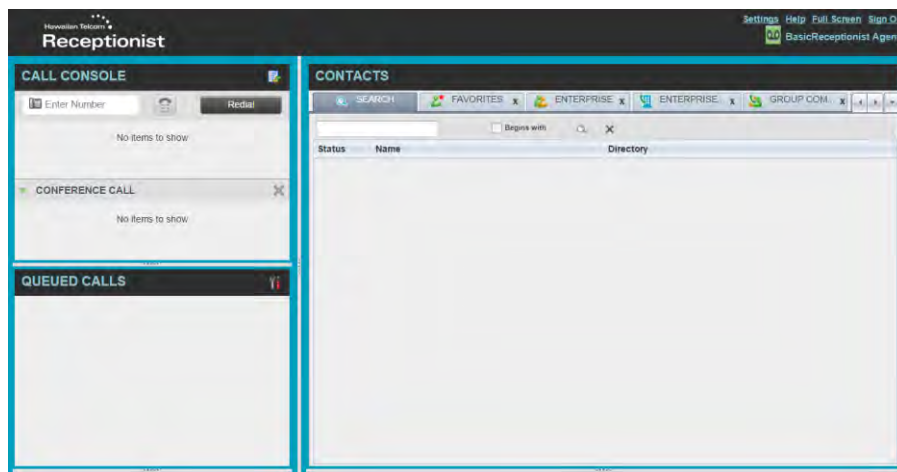 Hawaiian Telcom
Receptionist
Settings Help Full Screen Sign O
BasicReceptionist Agen
CALL CONSOLE
Enter Number
Redial
No items to show
CONFERENCE CALL
No items to show
QUEUED CALLS
CONTACTS
SEARCH FAVORITES x ENTERPRISE x ENTERPRISE. x GROUP COM.. x
Begins with
Status Name Directory